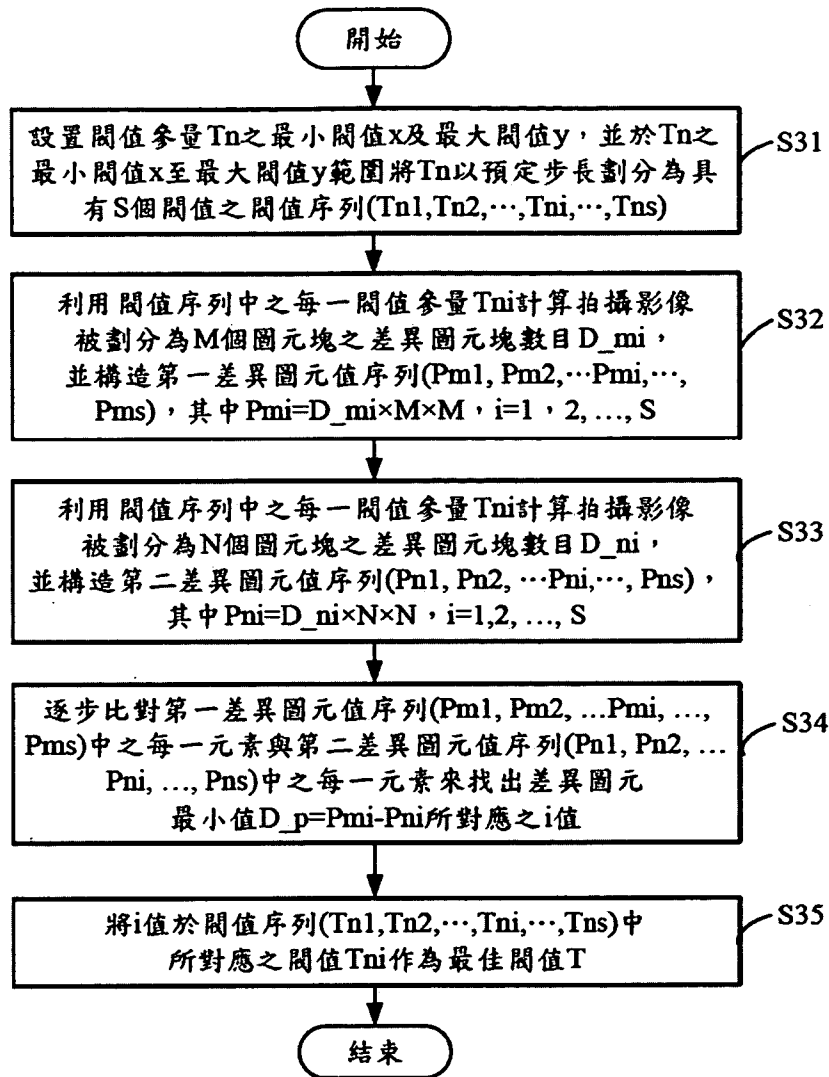 開始
設置閥值參量Tn之最小閥值x及最大閥值y，並於Tn之
最小閥值x至最大閥值y範圍將Tn以預定步長劃分為具
有S個閥值之閥值序列(Tn1,Tn2,…,Tni,…,Tns)
S31
利用閥值序列中之每一閥值參量Tni計算拍攝影像
被劃分為M個圖元塊之差異圖元塊數目D_mi，
並構造第一差異圖元值序列(Pm1, Pm2,…Pmi,…,
Pms)，其中Pmi=D_mi×M×M，i=1，2, …, S
S32
利用閥值序列中之每一閥值參量Tni計算拍攝影像
被劃分為N個圖元塊之差異圖元塊數目D_ni，
並構造第二差異圖元值序列(Pn1, Pn2, …Pni,…, Pns)，
其中Pni=D_ni×N×N，i=1,2, …, S
S33
逐步比對第一差異圖元值序列(Pm1, Pm2, …Pmi, …,
Pms)中之每一元素與第二差異圖元值序列(Pn1, Pn2, …
Pni, …, Pns)中之每一元素來找出差異圖元
最小值D_p=Pmi-Pni所對應之i值
S34
將i值於閥值序列(Tn1,Tn2,…,Tni,…,Tns)中
所對應之閥值Tni作為最佳閥值T
S35
結束